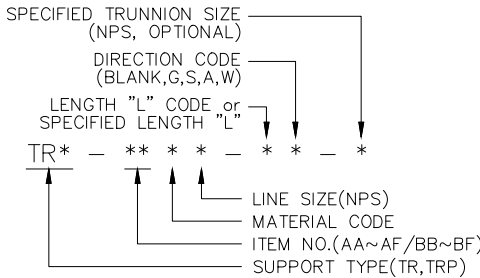 SPECIFIED TRUNNION SIZE
(NPS, OPTIONAL)
DIRECTION CODE
(BLANK,G,S,A,W)
LENGTH "L" CODE or
SPECIFIED LENGTH "L"
TR* - *** * - * * - *
LINE SIZE(NPS)
MATERIAL CODE
ITEM NO.(AA~AF/BB~BF)
SUPPORT TYPE(TR,TRP)